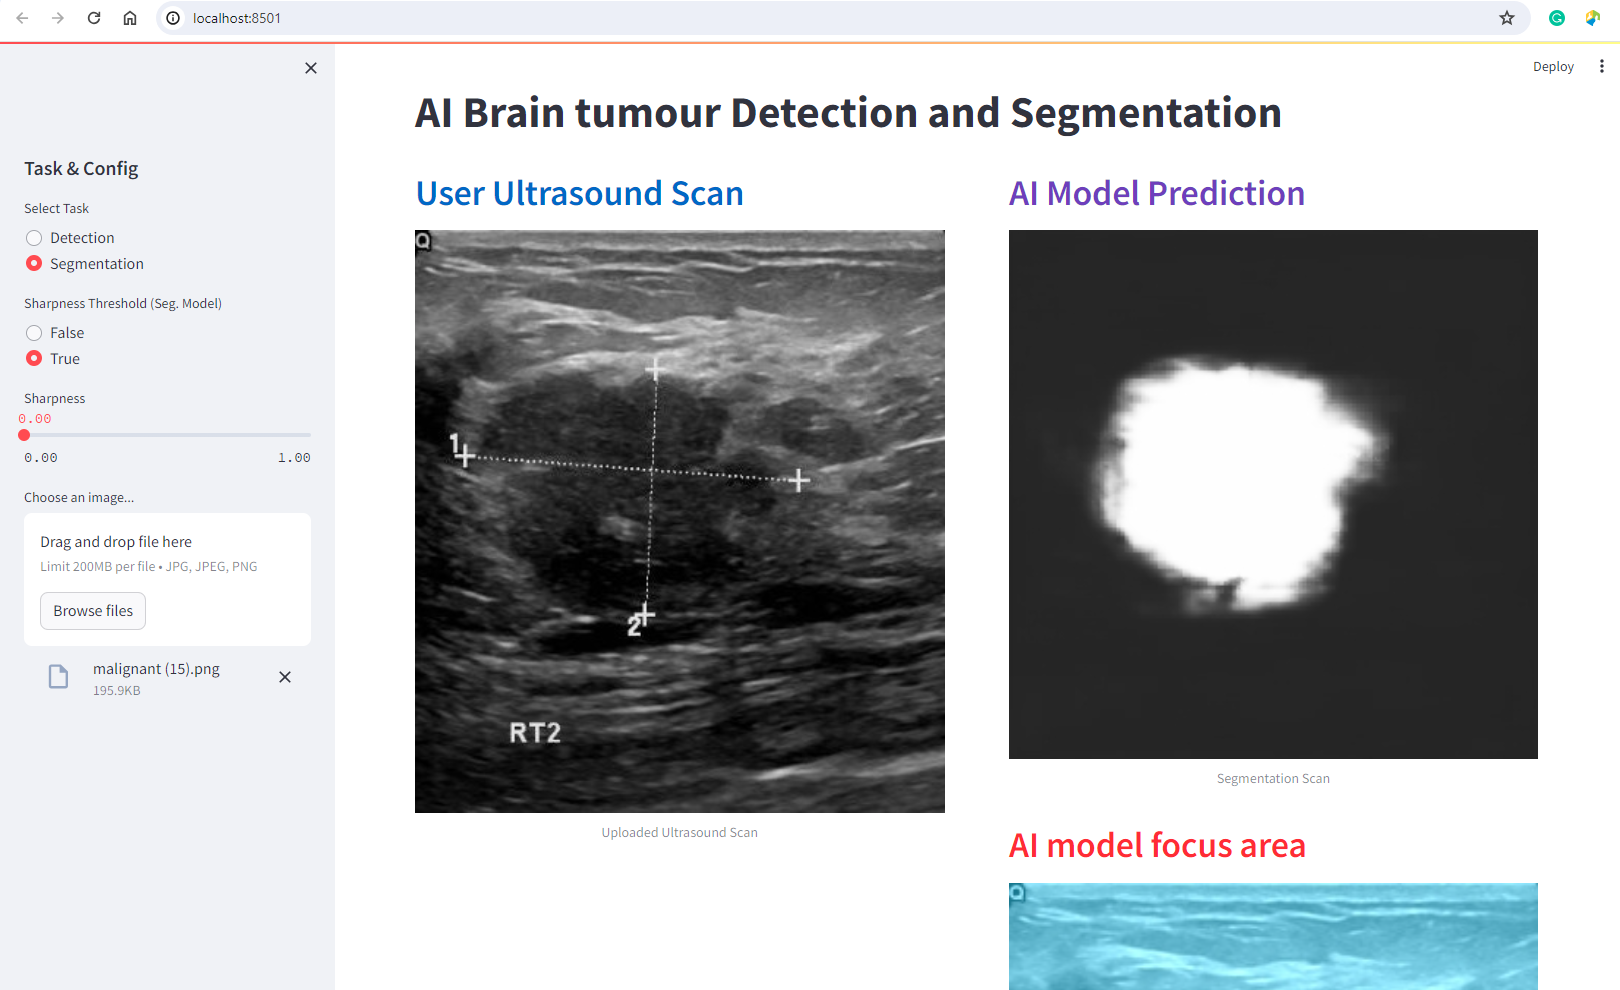 localhost:8501
Deploy
Task & Config
Select Task
Detection
Segmentation
Sharpness Threshold (Seg. Model)
False
True
Sharpness
0.00
0.00 1.00
Choose an image...
Drag and drop file here
Limit 200MB per file • JPG, JPEG, PNG
Browse files
malignant (15).png
195.9KB
AI Brain tumour Detection and Segmentation
User Ultrasound Scan
Q
1
2
RT2
Uploaded Ultrasound Scan
AI Model Prediction
Segmentation Scan
AI model focus area
Q